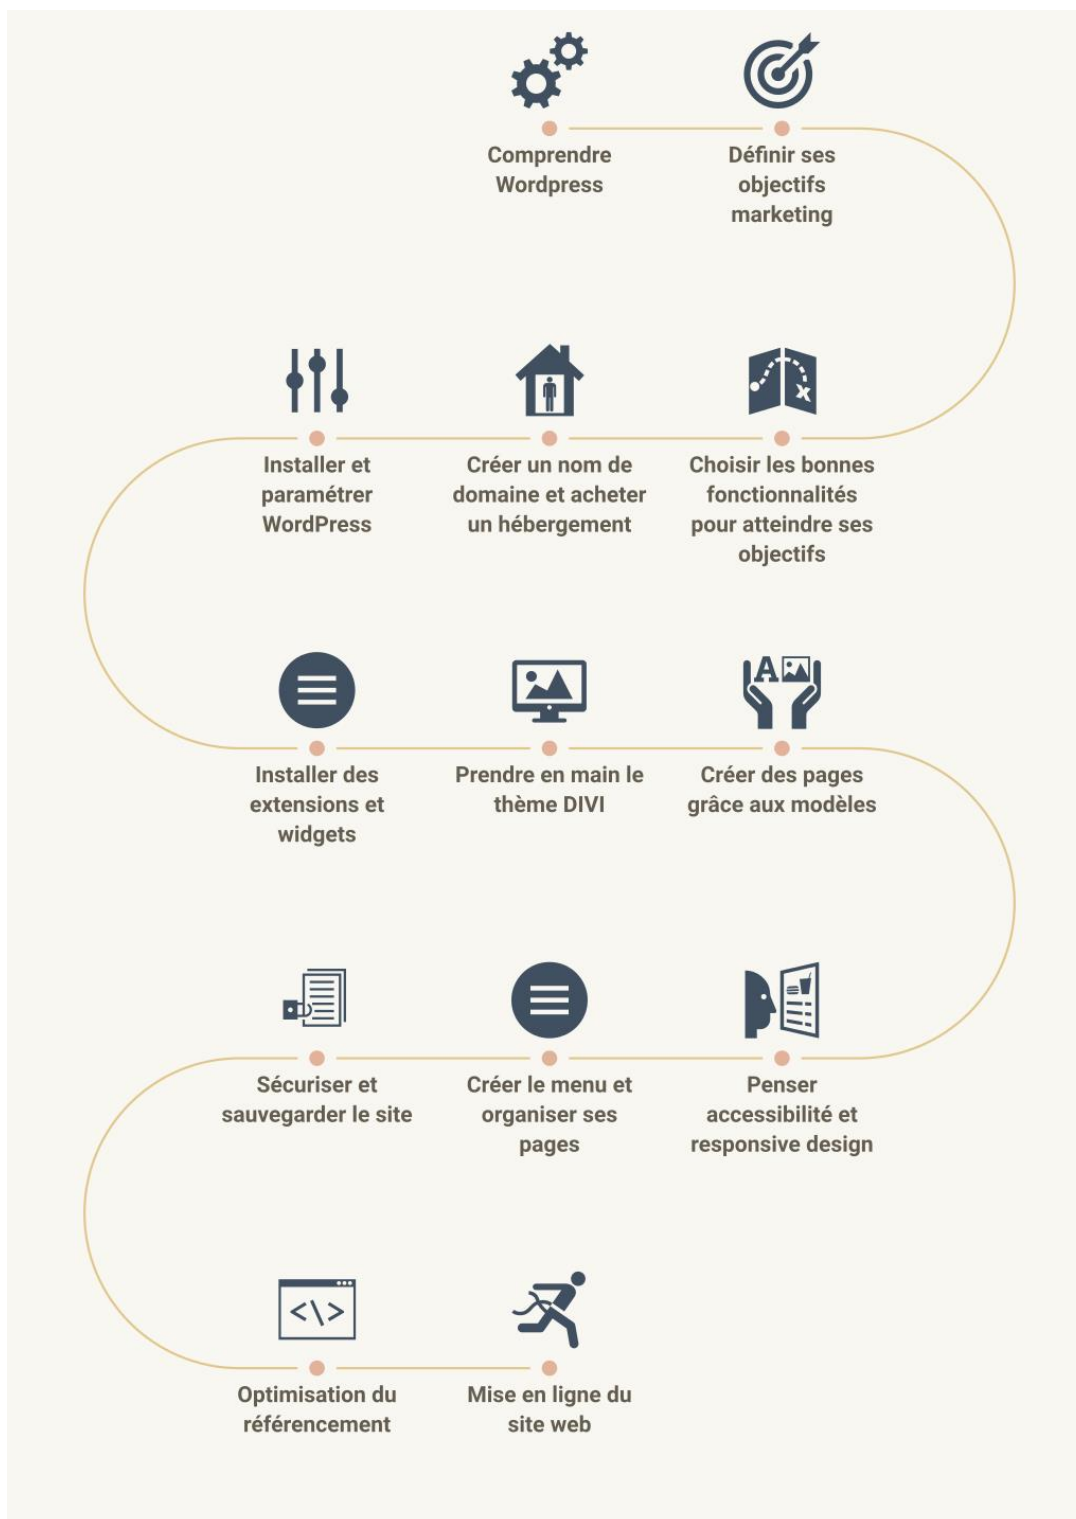 Comprendre
Wordpress
Définir ses
objectifs
marketing
Installer et
paramétrer
WordPress
Créer un nom de
domaine et acheter
un hébergement
Choisir les bonnes
fonctionnalités
pour atteindre ses
objectifs
A
Installer des
extensions et
widgets
Prendre en main le
thème DIVI
Créer des pages
grâce aux modèles
Sécuriser et
sauvegarder le site
Créer le menu et
organiser ses
pages
Penser
accessibilité et
responsive design
<\>
Optimisation du
référencement
Mise en ligne du
site web